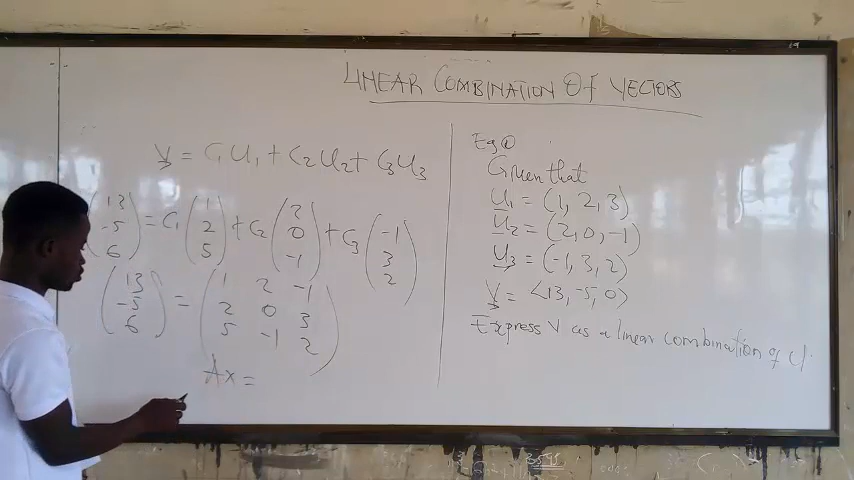 LINEAR COMBINATION OF VECTORS
V = C1U1 + C2U2 + C3U3
(13 -5 6) = C1 (1 2 5) + C2 (2 0 -1) + C3 (-1 3 2)
(13 -5 6) = (1 2 -1
2 0 3
5 -1 2)
Ax =
Eg ①
Given that
U1 = (1, 2, 3)
U2 = (2, 0, -1)
U3 = (-1, 3, 2)
V = <13, -5, 0>
Express V as a linear combination of